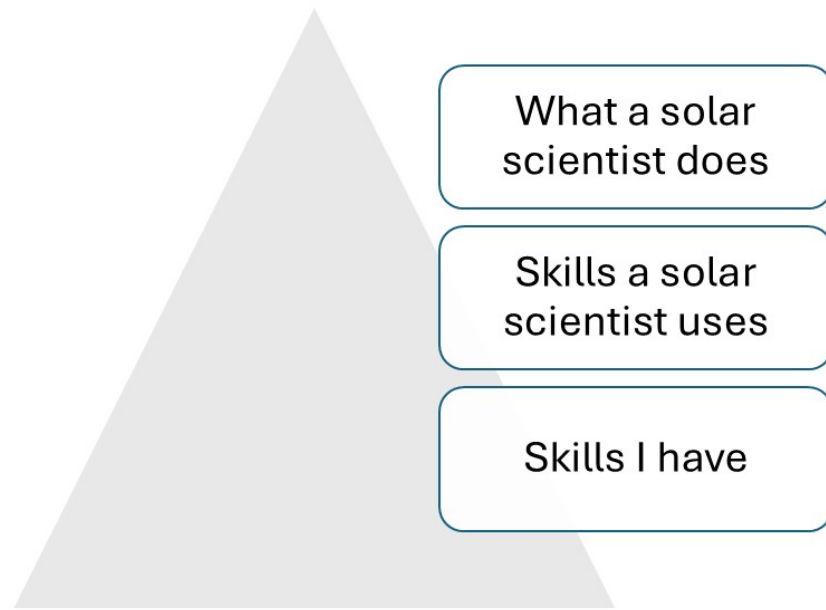 What a solar
scientist does
Skills a solar
scientist uses
Skills I have